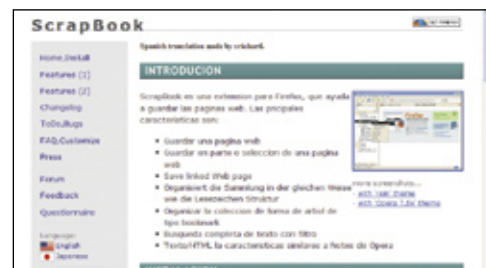 ScrapBook
Spanish translation made by
Home,Install
Features (1)
Features (2)
Changelog
ToDo,Bugs
FAQ,Customize
Press
Forum
Feedback
Questionnaire
Language:
English
Japanese
INTRODUCION
ScrapBook es una extension para Firefox, que ayuda
a guardar las paginas web. Las pricipales
caracteristicas son:
Guardar una pagina web
Guardar en parte o seleccion de una pagina
web
Save linked Web page
Organisiert die Sammlung in der gleichen Weise
wie die Lesezeichen Struktur
Organizar la coleccion de forma de arbol de
tipo bookmark
Busqueda completa de texto con filtro
Texto/HTML la caracteristicas similares a Notes de Opera
more screenshots...
- with 'jair' theme
- with 'Opera 7.5x' theme